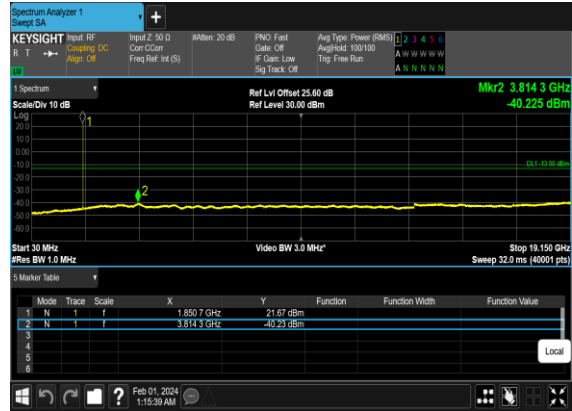 Spectrum Analyzer 1
Swept SA
+
KEYSIGHT Input: RF Input Z: 50 Ω #Atten: 20 dB PNO: Fast Avg Type: Power (RMS) 1 2 3 4 5 6
R T Coupling: DC Corr CCorr Gate: Off Avg|Hold: 100/100 A W W W W W
Align: Off Freq Ref: Int (S) IF Gain: Low Trig: Free Run
Sig Track: Off A N N N N N
1 Spectrum Ref Lvl Offset 25.60 dB Mkr2 3.814 3 GHz
Scale/Div 10 dB Ref Level 30.00 dBm -40.225 dBm
Log
1
20.0
10.0
0.00
-10.0
DL1 -13.00 dBm
-20.0
-30.0
2
-40.0
-50.0
-60.0
Start 30 MHz Video BW 3.0 MHz* Stop 19.150 GHz
#Res BW 1.0 MHz Sweep 32.0 ms (40001 pts)
5 Marker Table
Mode Trace Scale X Y Function Function Width Function Value
1 N 1 f 1.850 7 GHz 21.67 dBm
2 N 1 f 3.814 3 GHz -40.23 dBm
3
4
5
6
Local
? Feb 01, 2024
1:15:39 AM